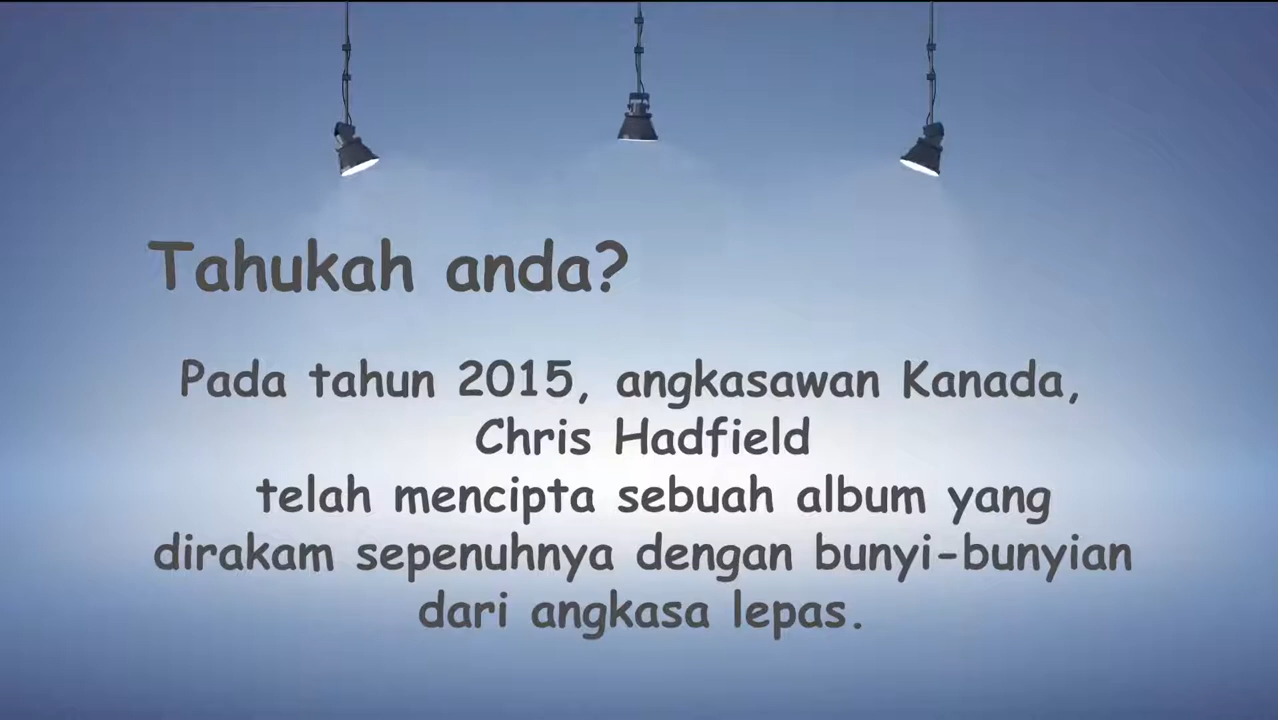 Tahukah anda?
Pada tahun 2015, angkasawan Kanada,
Chris Hadfield
telah mencipta sebuah album yang
dirakam sepenuhnya dengan bunyi-bunyian
dari angkasa lepas.